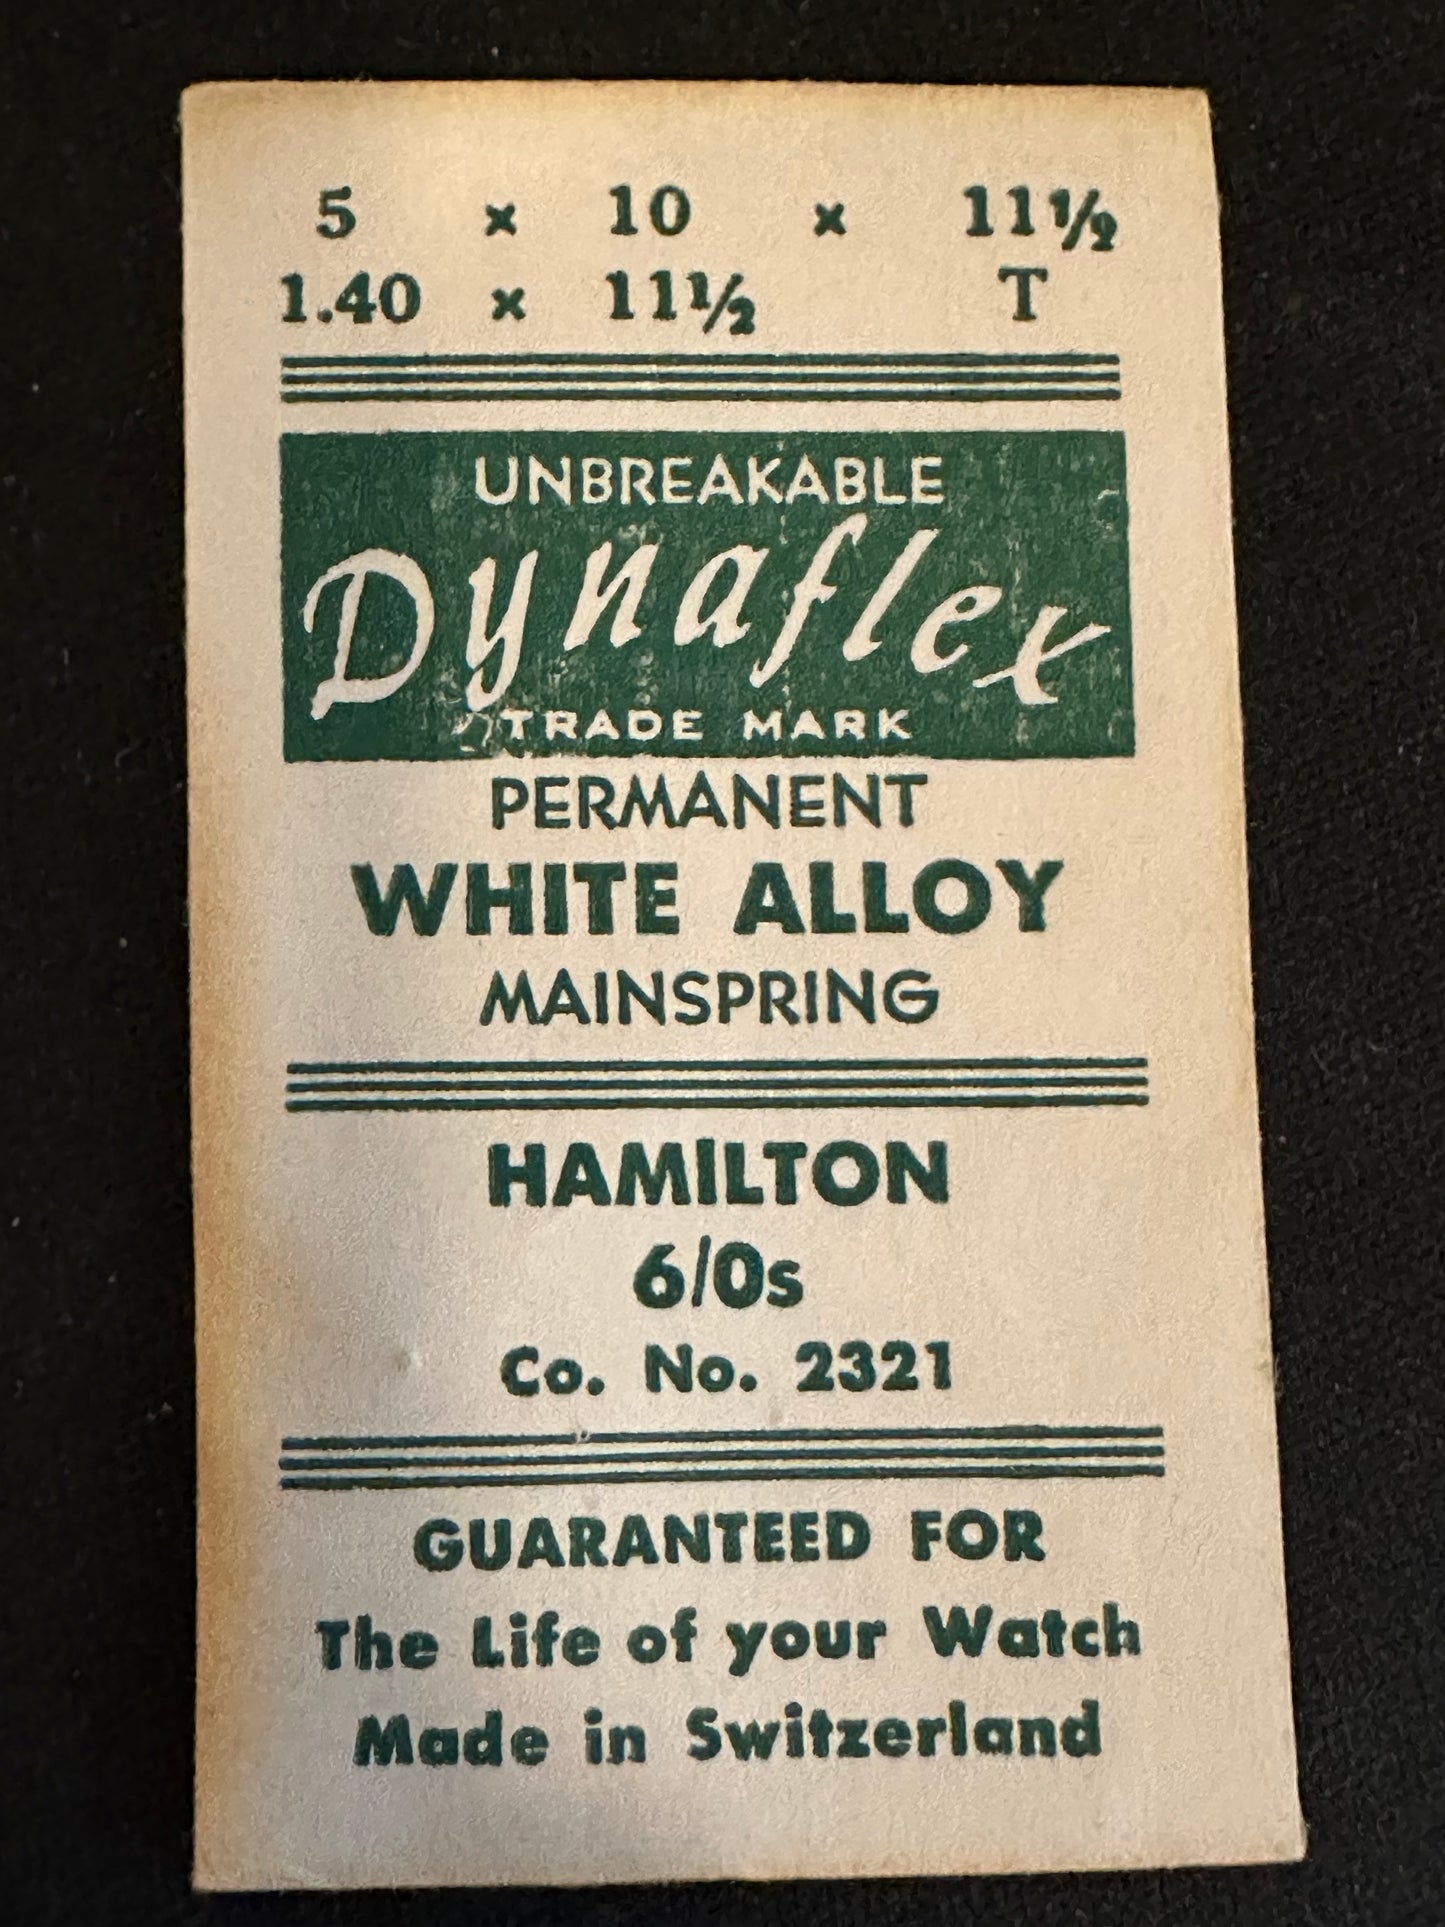 5 x 10 x 11½
1.40 x 11½ T
UNBREAKABLE
Dynaflex
TRADE MARK
PERMANENT
WHITE ALLOY
MAINSPRING
HAMILTON
6/0s
Co. No. 2321
GUARANTEED FOR
The Life of your Watch
Made in Switzerland